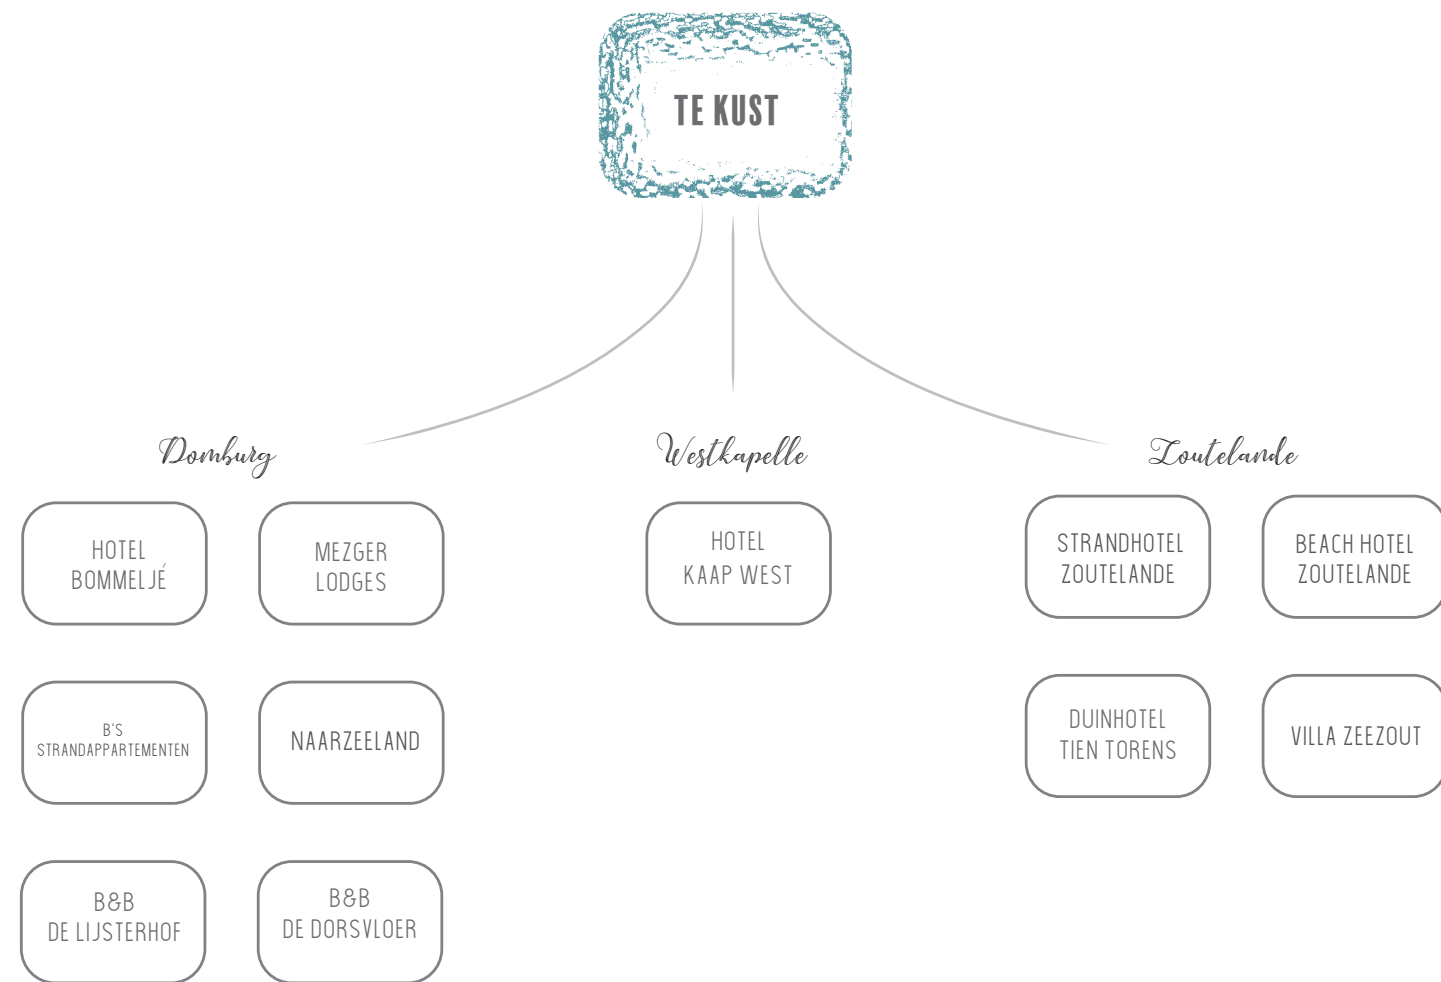 TE KUST
Domburg
Westkapelle
Zoutelande
HOTEL
BOMMELJÉ
MEZGER
LODGES
HOTEL
KAAP WEST
STRANDHOTEL
ZOUTELANDE
BEACH HOTEL
ZOUTELANDE
B'S
STRANDAPPARTEMENTEN
NAARZEELAND
DUINHOTEL
TIEN TORENS
VILLA ZEEZOUT
B&B
DE LIJSTERHOF
B&B
DE DORSVLOER